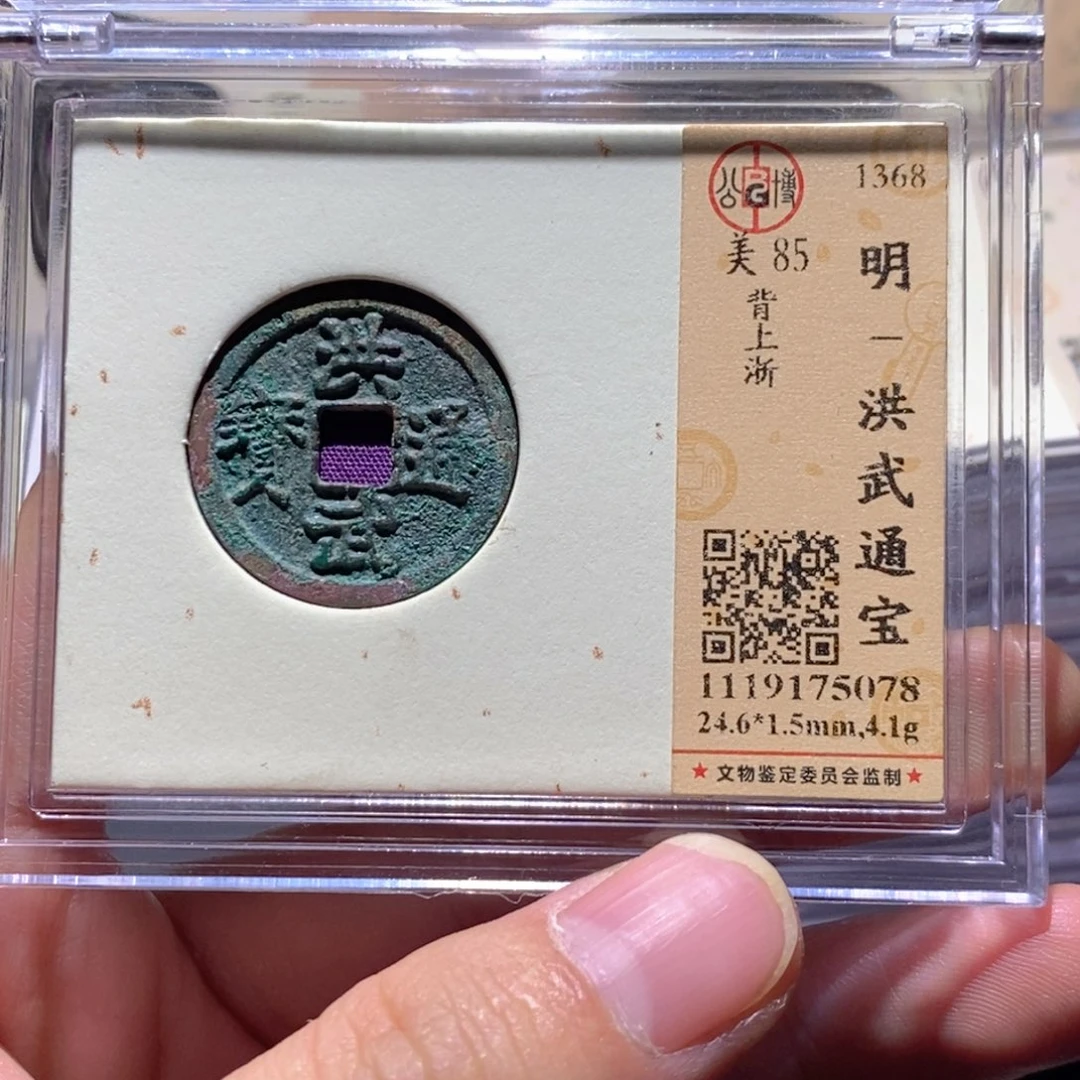 洪武通寶
公博
1368
美 85
背上浙
明－洪武通宝
1119175078
24.6*1.5mm,4.1g
★文物鉴定委员会监制★